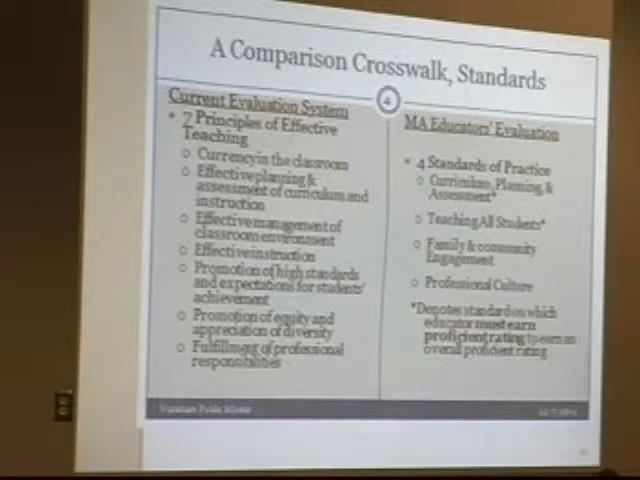 A Comparison Crosswalk, Standards
4
Current Evaluation System
• 7 Principles of Effective
Teaching
○ Currency in the classroom
○ Effective planning &
assessment of curriculum and
instruction
○ Effective management of
classroom environment
○ Effective instruction
○ Promotion of high standards
and expectations for students'
achievement
○ Promotion of equity and
appreciation of diversity
○ Fulfillment of professional
responsibilities
MA Educators' Evaluation
• 4 Standards of Practice
○ Curriculum, Planning, &
Assessment*
○ Teaching All Students*
○ Family & community
Engagement
○ Professional Culture
*Denotes standard on which
educator must earn
proficient rating to earn an
overall proficient rating
Public Schools